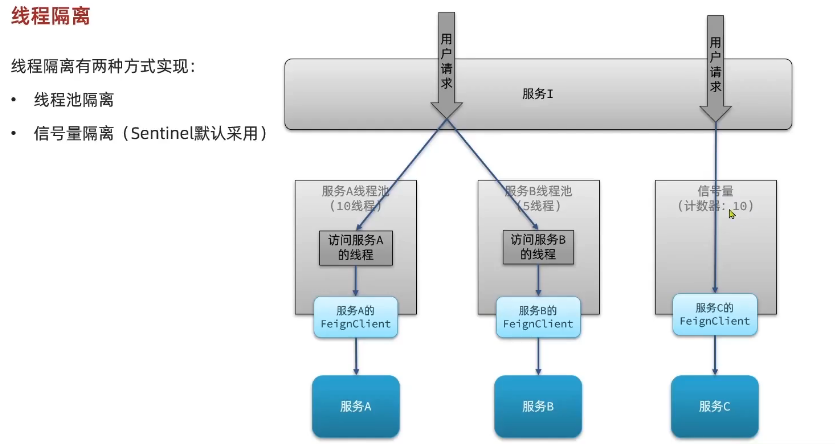 线程隔离
线程隔离有两种方式实现：
• 线程池隔离
• 信号量隔离（Sentinel默认采用）
用户请求
用户请求
服务I
服务A线程池
（10线程）
服务B线程池
（5线程）
信号量
（计数器：10）
访问服务A
的线程
访问服务B
的线程
服务A的
FeignClient
服务B的
FeignClient
服务C的
FeignClient
服务A
服务B
服务C